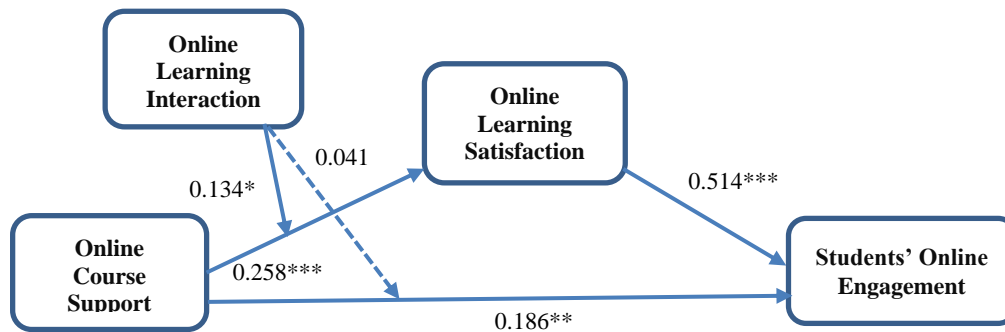 Online
Learning
Interaction
Online
Learning
Satisfaction
0.041
0.134*
0.514***
Online
Course
Support
0.258***
Students’ Online
Engagement
0.186**